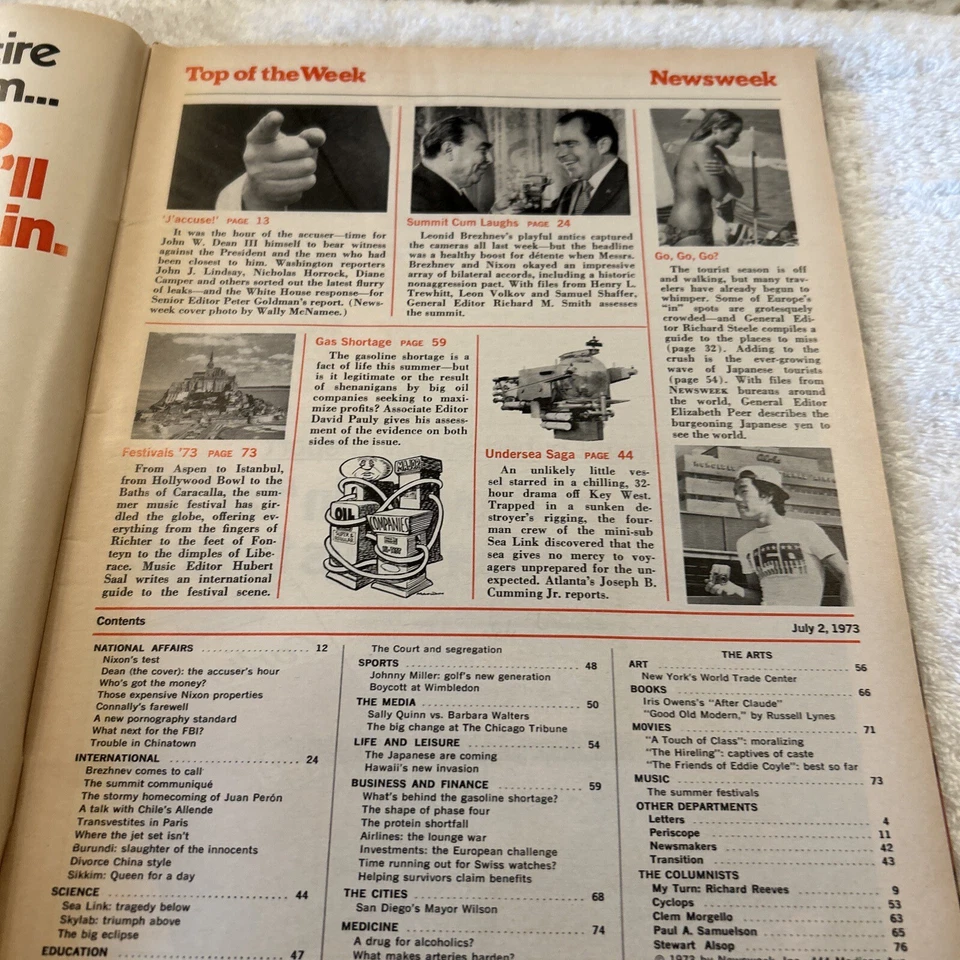 ire
m...
'll
in.
Top of the Week
Newsweek
'J'accuse!' PAGE 13
It was the hour of the accuser—time for
John W. Dean III himself to bear witness
against the President and the men who had
been closest to him. Washington reporters
John J. Lindsay, Nicholas Horrock, Diane
Camper and others sorted out the latest flurry
of leaks—and the White House response—for
Senior Editor Peter Goldman's report. (News-
week cover photo by Wally McNamee.)
Summit Cum Laughs PAGE 24
Leonid Brezhnev's playful antics captured
the cameras all last week—but the headline
was a healthy boost for détente when Messrs.
Brezhnev and Nixon okayed an impressive
array of bilateral accords, including a historic
nonaggression pact. With files from Henry L.
Trewhitt, Leon Volkov and Samuel Shaffer,
General Editor Richard M. Smith assesses
the summit.
Go, Go, Go?
The tourist season is off
and walking, but many trav-
elers have already begun to
whimper. Some of Europe's
"in" spots are grotesquely
crowded—and General Edi-
tor Richard Steele compiles a
guide to the places to miss
(page 32). Adding to the
crush is the ever-growing
wave of Japanese tourists
(page 54). With files from
NEWSWEEK bureaus around
the world, General Editor
Elizabeth Peer describes the
burgeoning Japanese yen to
see the world.
Festivals '73 PAGE 73
From Aspen to Istanbul,
from Hollywood Bowl to the
Baths of Caracalla, the sum-
mer music festival has gir-
dled the globe, offering ev-
erything from the fingers of
Richter to the feet of Fon-
teyn to the dimples of Libe-
race. Music Editor Hubert
Saal writes an international
guide to the festival scene.
Gas Shortage PAGE 59
The gasoline shortage is a
fact of life this summer—but
is it legitimate or the result
of shenanigans by big oil
companies seeking to maxi-
mize profits? Associate Editor
David Pauly gives his assess-
ment of the evidence on both
sides of the issue.
MAJOR
OIL
COMPANIES
Undersea Saga PAGE 44
An unlikely little ves-
sel starred in a chilling, 32-
hour drama off Key West.
Trapped in a sunken de-
stroyer's rigging, the four-
man crew of the mini-sub
Sea Link discovered that the
sea gives no mercy to voy-
agers unprepared for the un-
expected. Atlanta's Joseph B.
Cumming Jr. reports.
Contents
July 2, 1973
NATIONAL AFFAIRS 12
Nixon's test
Dean (the cover): the accuser's hour
Who's got the money?
Those expensive Nixon properties
Connally's farewell
A new pornography standard
What next for the FBI?
Trouble in Chinatown
INTERNATIONAL 24
Brezhnev comes to call
The summit communiqué
The stormy homecoming of Juan Perón
A talk with Chile's Allende
Transvestites in Paris
Where the jet set isn't
Burundi: slaughter of the innocents
Divorce China style
Sikkim: Queen for a day
SCIENCE 44
Sea Link: tragedy below
Skylab: triumph above
The big eclipse
EDUCATION 47
The Court and segregation
SPORTS 48
Johnny Miller: golf's new generation
Boycott at Wimbledon
THE MEDIA 50
Sally Quinn vs. Barbara Walters
The big change at The Chicago Tribune
LIFE AND LEISURE 54
The Japanese are coming
Hawaii's new invasion
BUSINESS AND FINANCE 59
What's behind the gasoline shortage?
The shape of phase four
The protein shortfall
Airlines: the lounge war
Investments: the European challenge
Time running out for Swiss watches?
Helping survivors claim benefits
THE CITIES 68
San Diego's Mayor Wilson
MEDICINE 74
A drug for alcoholics?
What makes arteries harden?
THE ARTS
ART 56
New York's World Trade Center
BOOKS 66
Iris Owens's "After Claude"
"Good Old Modern," by Russell Lynes
MOVIES 71
"A Touch of Class": moralizing
"The Hireling": captives of caste
"The Friends of Eddie Coyle": best so far
MUSIC 73
The summer festivals
OTHER DEPARTMENTS
Letters 4
Periscope 11
Newsmakers 42
Transition 43
THE COLUMNISTS
My Turn: Richard Reeves 9
Cyclops 53
Clem Morgello 63
Paul A. Samuelson 65
Stewart Alsop 76
© 1973 by Newsweek, Inc., 444 Madison